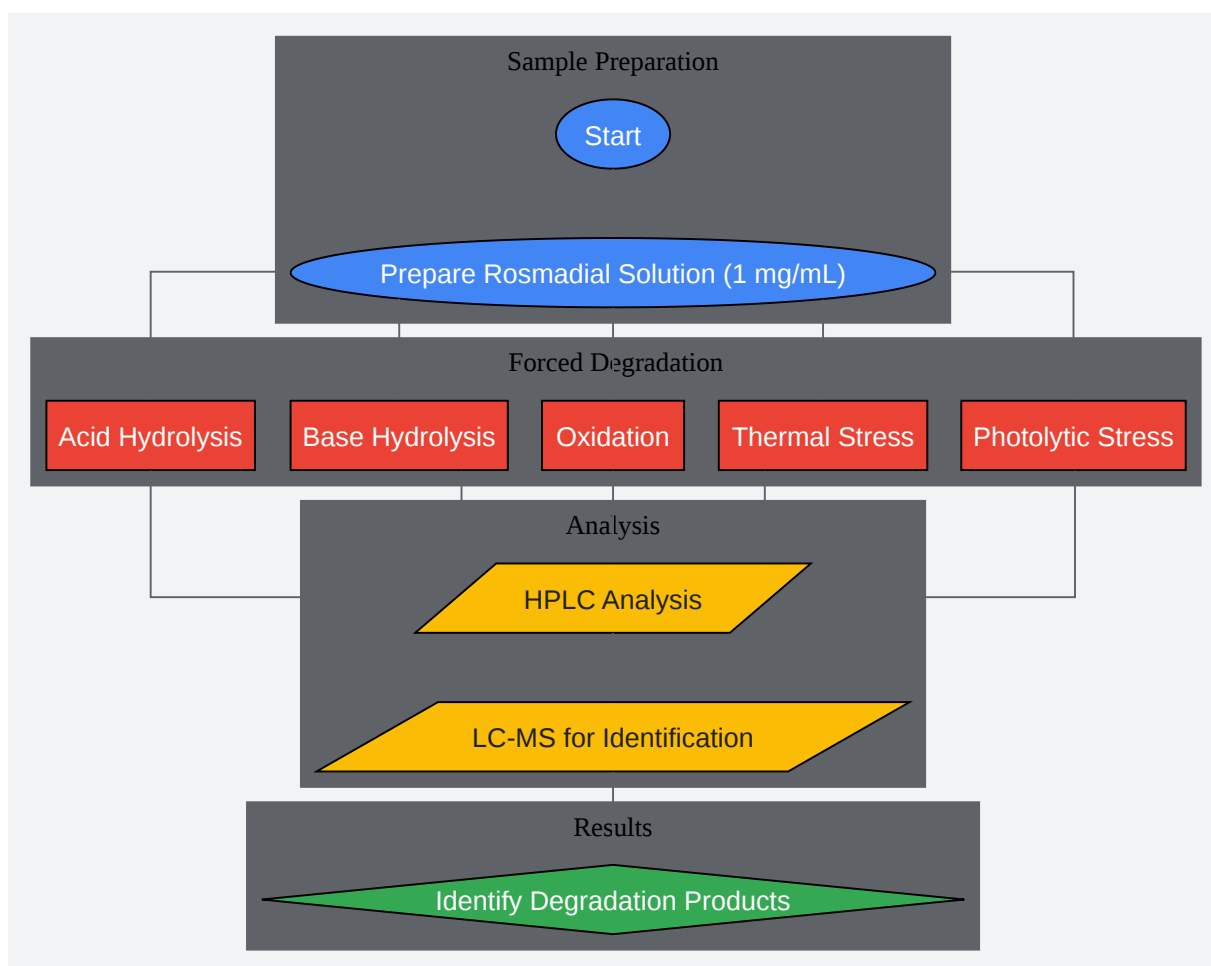 Sample Preparation
Start
Prepare Rosmadial Solution (1 mg/mL)
Forced Degradation
Acid Hydrolysis
Base Hydrolysis
Oxidation
Thermal Stress
Photolytic Stress
Analysis
HPLC Analysis
LC-MS for Identification
Results
Identify Degradation Products